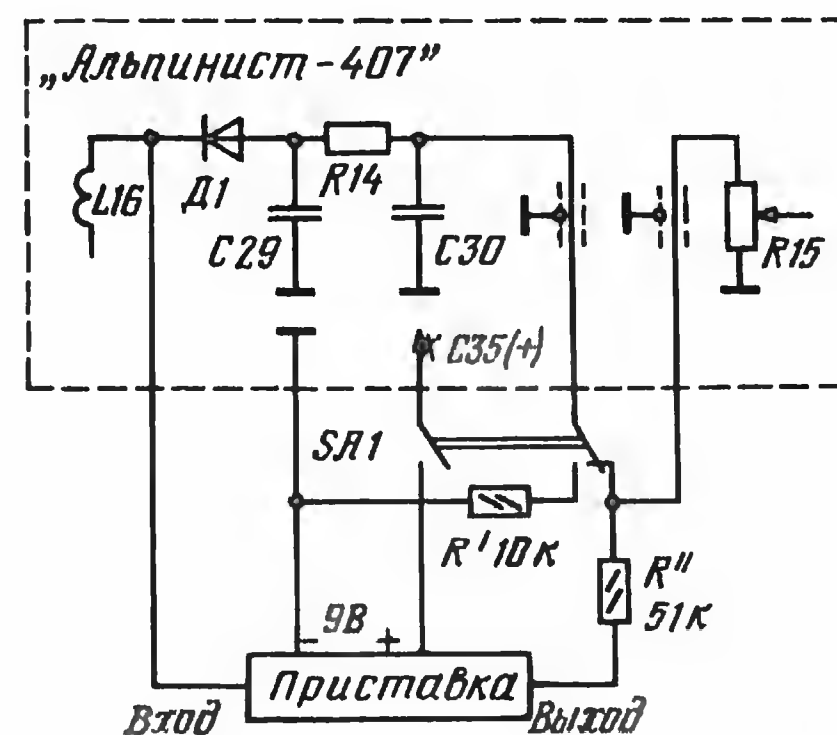 „Альпинист-407”
L16
Д1
R14
C29
C30
R15
C35(+)
SA1
R' 10к
R"
51к
- 9В +
Приставка
Вход
Выход